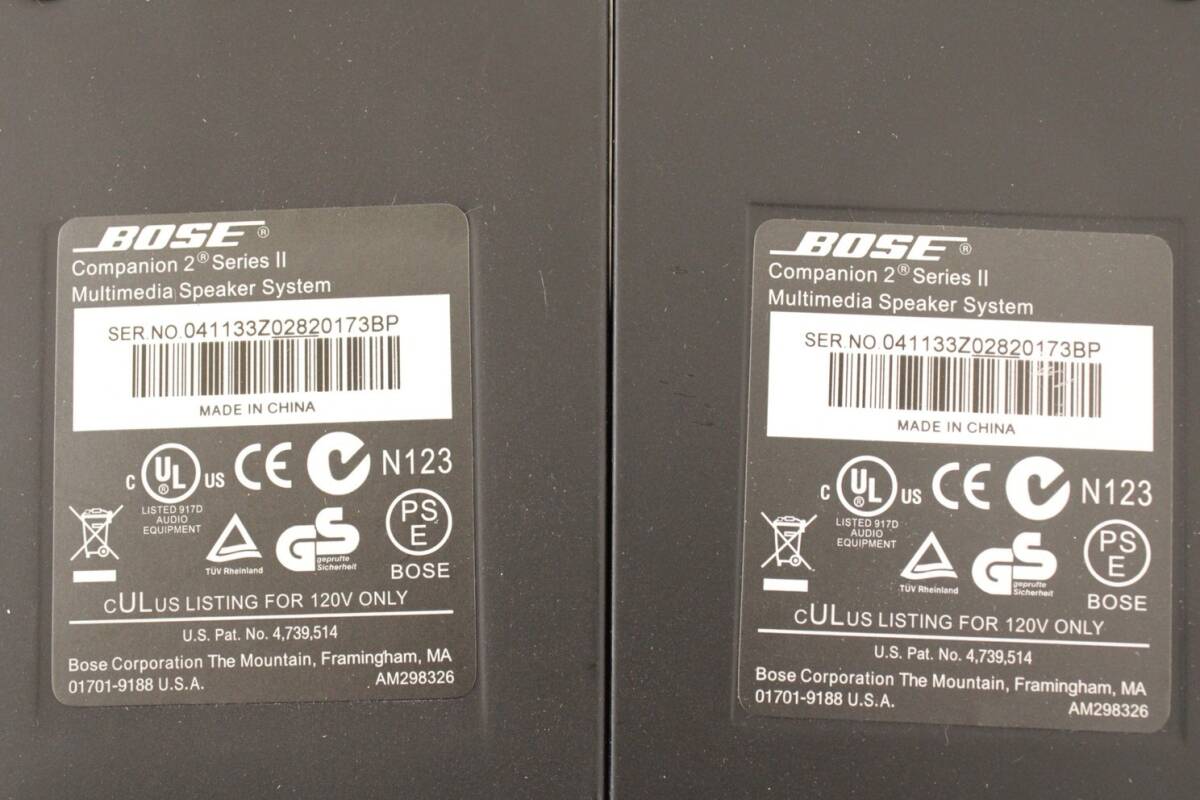 BOSE®
Companion 2® Series II
Multimedia Speaker System
SER.NO.041133Z02820173BP
MADE IN CHINA
C UL® US CE N123
LISTED 917D
AUDIO
EQUIPMENT
TÜV Rheinland
GS
geprüfte
Sicherheit
PS
E
BOSE
CULUS LISTING FOR 120V ONLY
U.S. Pat. No. 4,739,514
Bose Corporation The Mountain, Framingham, MA
01701-9188 U.S.A.
AM298326
BOSE®
Companion 2® Series II
Multimedia Speaker System
SER.NO.041133Z02820173BP
MADE IN CHINA
C UL® US CE N123
LISTED 917D
AUDIO
EQUIPMENT
TÜV Rheinland
GS
geprüfte
Sicherheit
PS
E
BOSE
CULUS LISTING FOR 120V ONLY
U.S. Pat. No. 4,739,514
Bose Corporation The Mountain, Framingham, MA
01701-9188 U.S.A.
AM298326